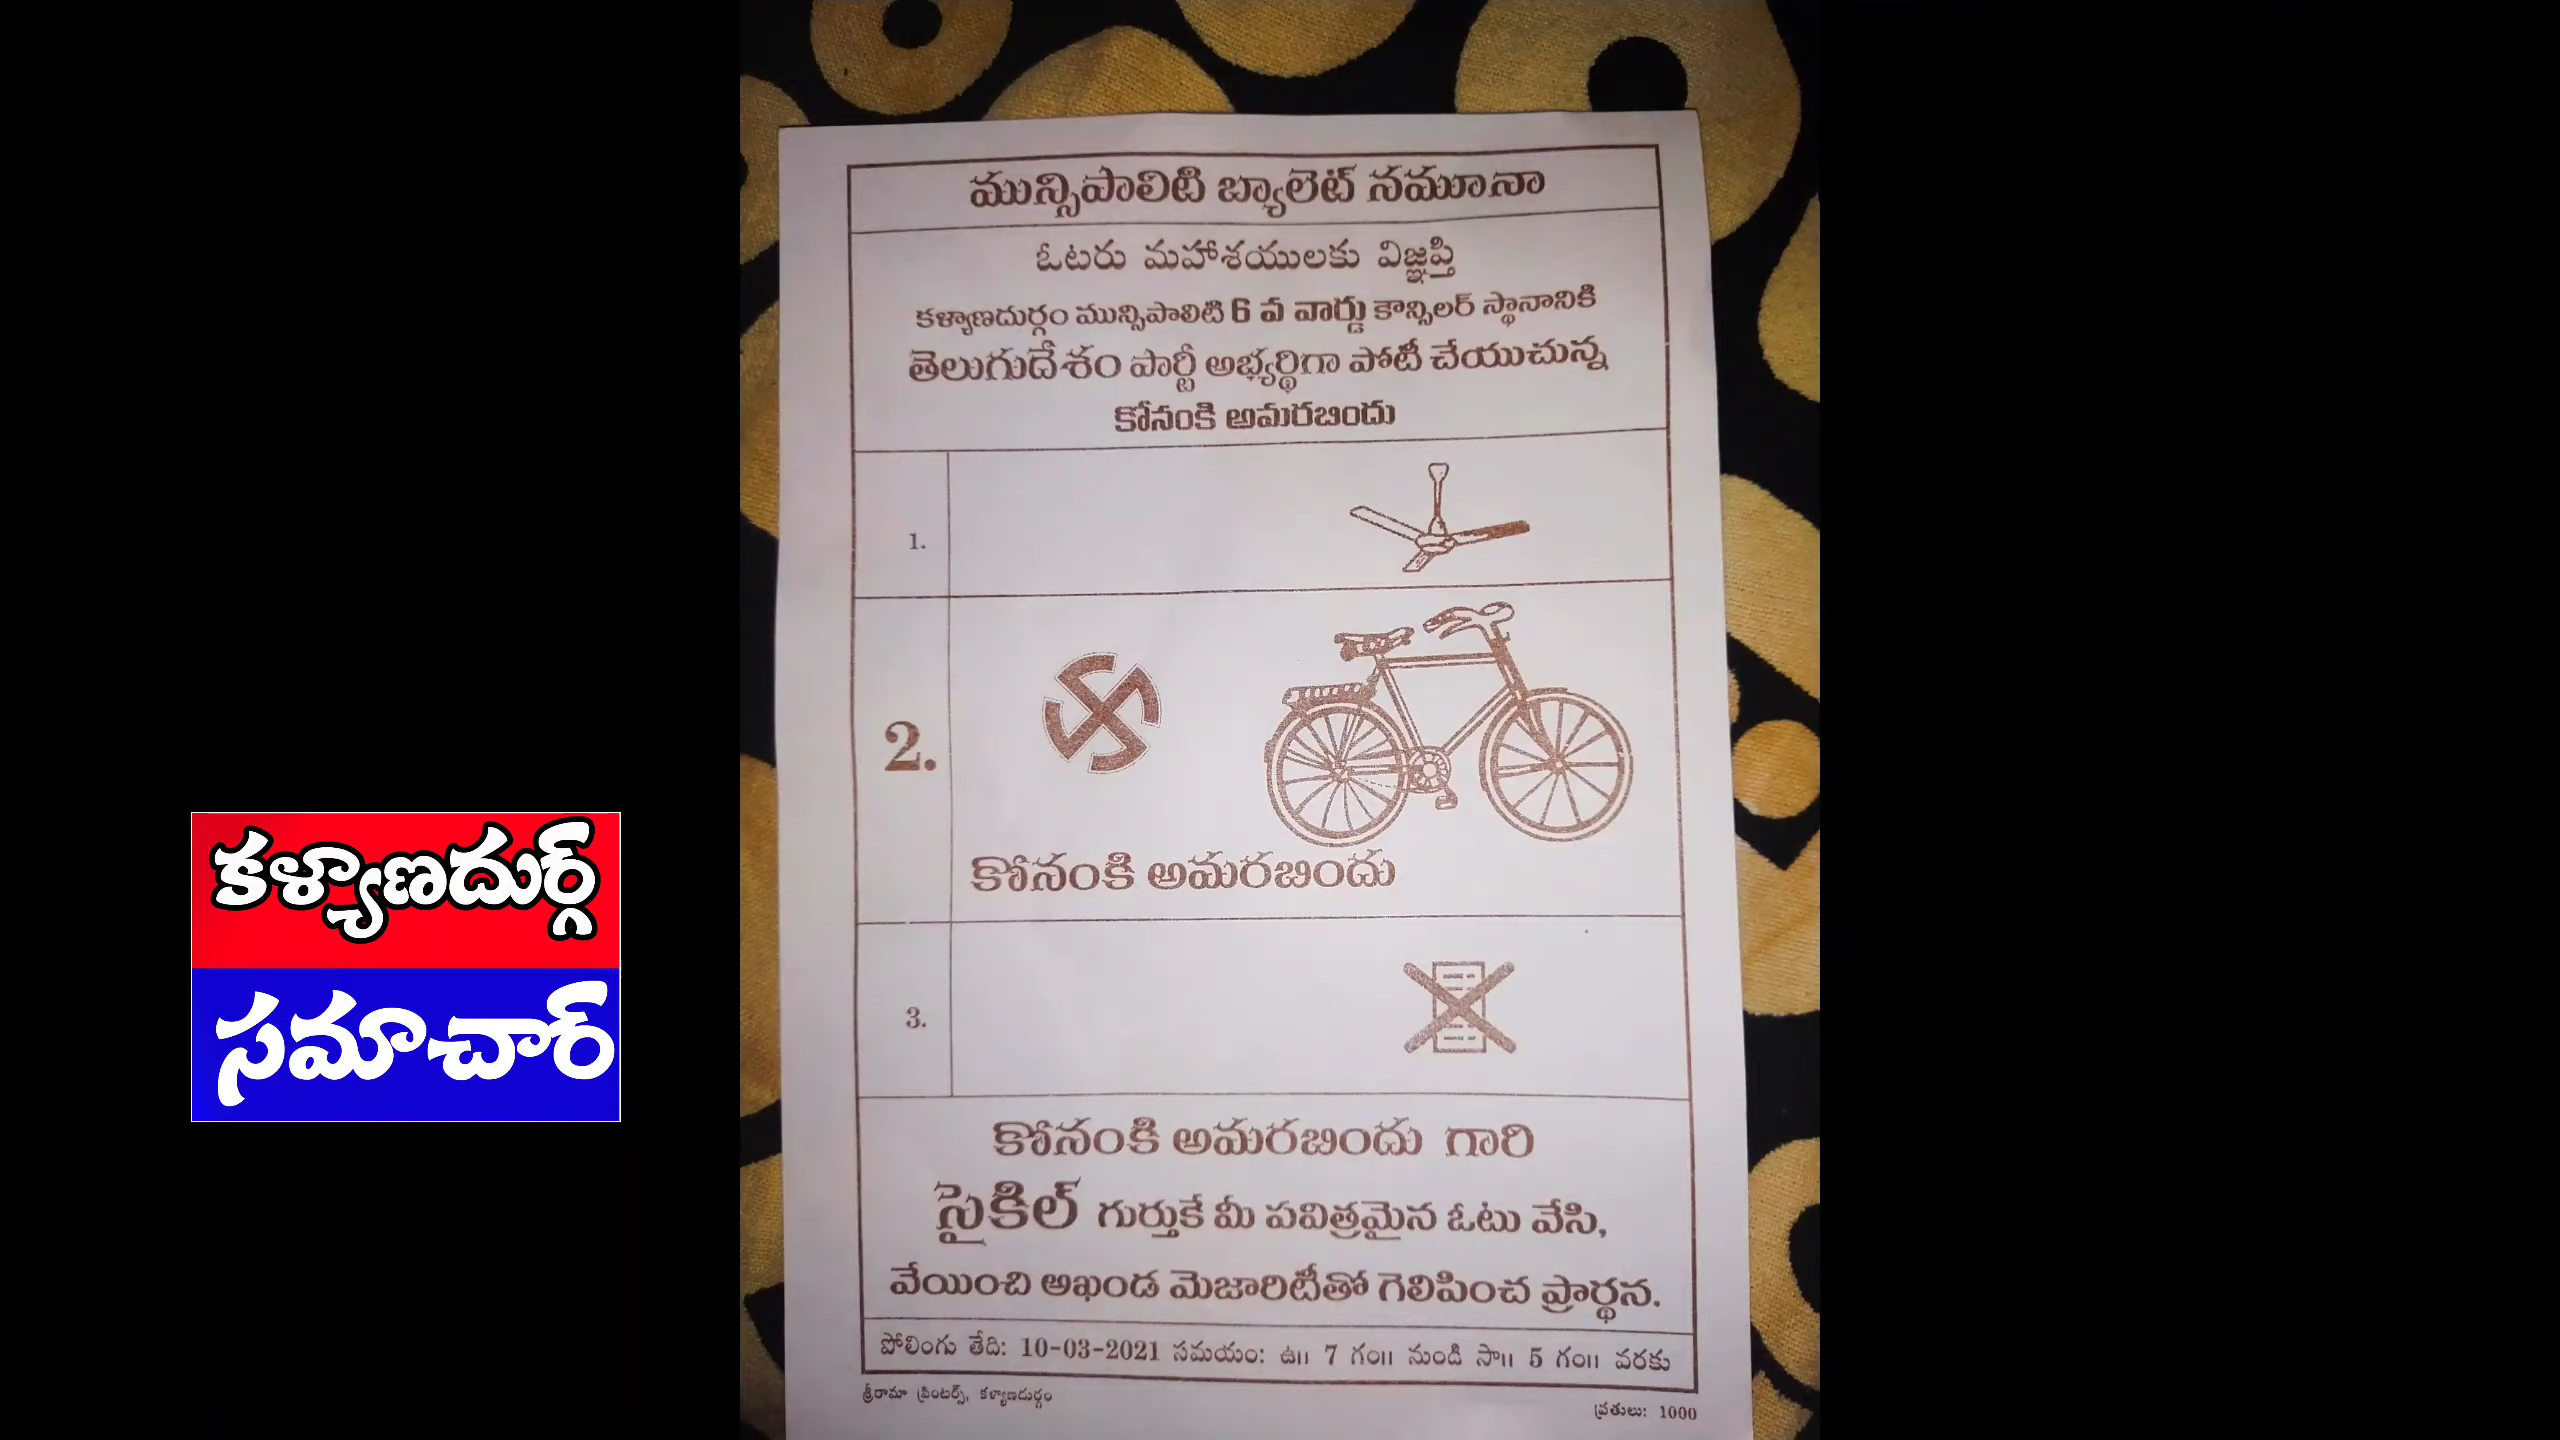 మున్సిపాలిటి బ్యాలెట్ నమూనా
ఓటరు మహాశయులకు విజ్ఞప్తి
కళ్యాణదుర్గం మున్సిపాలిటి 6 వ వార్డు కౌన్సిలర్ స్థానానికి
తెలుగుదేశం పార్టీ అభ్యర్థిగా పోటీ చేయుచున్న
కోనంకి అమరబిందు
1.
2.
కోనంకి అమరబిందు
3.
కోనంకి అమరబిందు గారి
సైకిల్ గుర్తుకే మీ పవిత్రమైన ఓటు వేసి,
వేయించి అఖండ మెజారిటీతో గెలిపించ ప్రార్థన.
పోలింగు తేది: 10-03-2021 సమయం: ఉ॥ 7 గం॥ నుండి సా॥ 5 గం॥ వరకు
శ్రీరామా ప్రింటర్స్, కళ్యాణదుర్గం
ప్రతులు: 1000
కళ్యాణదుర్గ్
సమాచార్